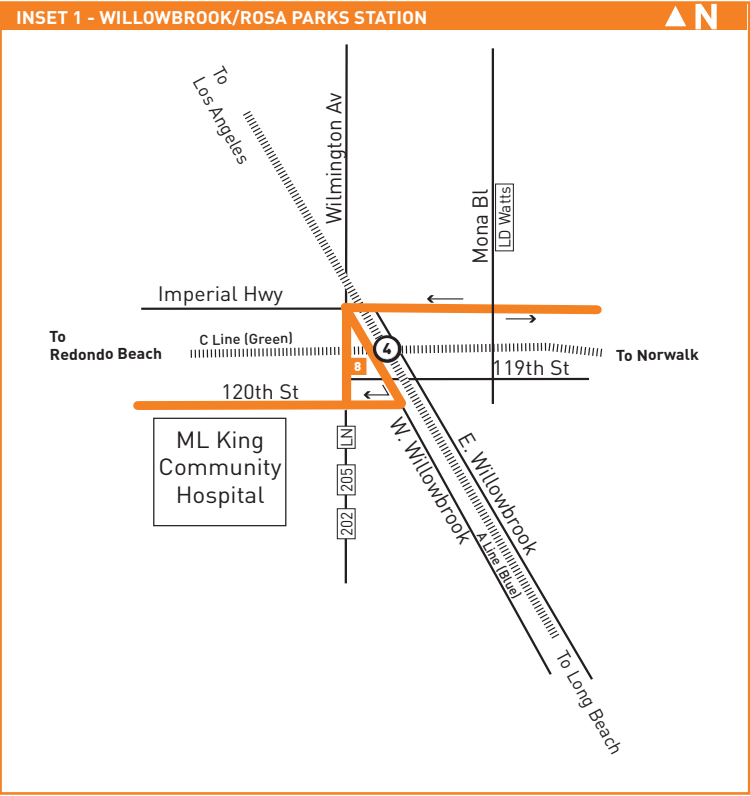 INSET 1 - WILLOWBROOK/ROSA PARKS STATION
N
To
Los Angeles
Wilmington Av
Mona Bl
LD Watts
Imperial Hwy
To
Redondo Beach
C Line (Green)
4
To Norwalk
8
119th St
120th St
ML King
Community
Hospital
LN
205
202
W. Willowbrook
E. Willowbrook
A Line (Blue)
To Long Beach